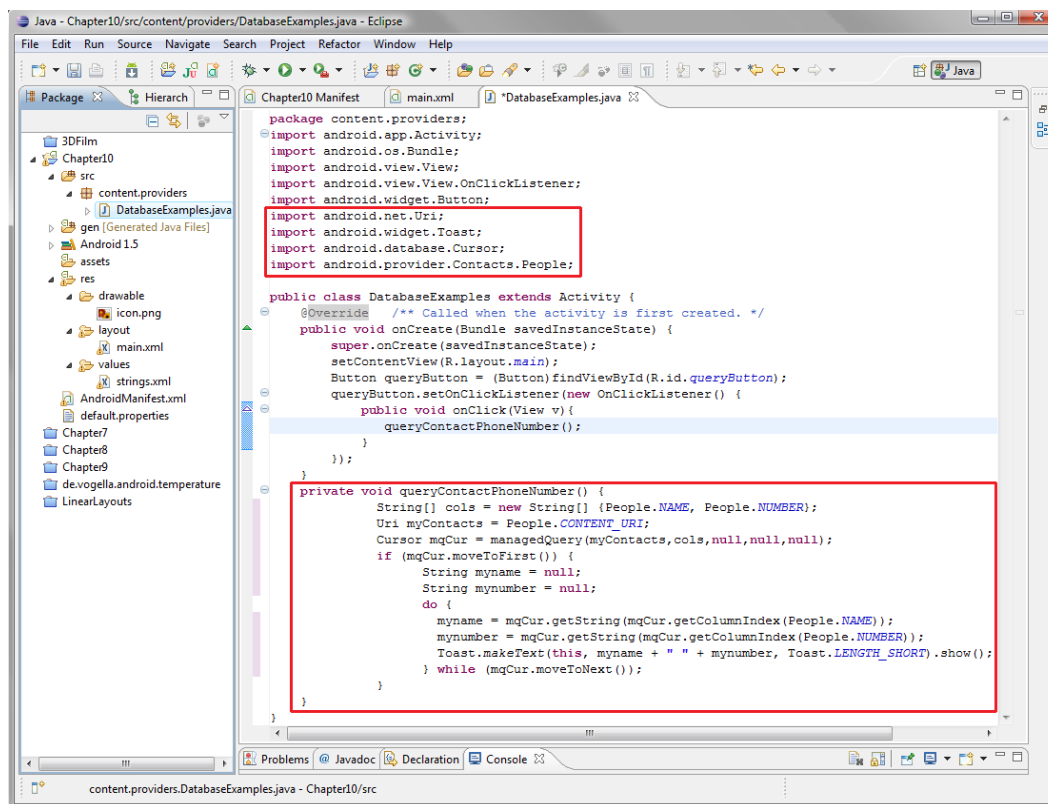 Java - Chapter10/src/content/providers/DatabaseExamples.java - Eclipse
File Edit Run Source Navigate Search Project Refactor Window Help
Java
Package
Hierarch
Chapter10 Manifest
main.xml
*DatabaseExamples.java
3DFilm
Chapter10
src
content.providers
DatabaseExamples.java
gen [Generated Java Files]
Android 1.5
assets
res
drawable
icon.png
layout
main.xml
values
strings.xml
AndroidManifest.xml
default.properties
Chapter7
Chapter8
Chapter9
de.vogella.android.temperature
LinearLayouts
package content.providers;
import android.app.Activity;
import android.os.Bundle;
import android.view.View;
import android.view.View.OnClickListener;
import android.widget.Button;
import android.net.Uri;
import android.widget.Toast;
import android.database.Cursor;
import android.provider.Contacts.People;
public class DatabaseExamples extends Activity {
@Override /** Called when the activity is first created. */
public void onCreate(Bundle savedInstanceState) {
super.onCreate(savedInstanceState);
setContentView(R.layout.main);
Button queryButton = (Button)findViewById(R.id.queryButton);
queryButton.setOnClickListener(new OnClickListener() {
public void onClick(View v){
queryContactPhoneNumber();
}
});
}
private void queryContactPhoneNumber() {
String[] cols = new String[] {People.NAME, People.NUMBER};
Uri myContacts = People.CONTENT_URI;
Cursor mqCur = managedQuery(myContacts,cols,null,null,null);
if (mqCur.moveToFirst()) {
String myname = null;
String mynumber = null;
do {
myname = mqCur.getString(mqCur.getColumnIndex(People.NAME));
mynumber = mqCur.getString(mqCur.getColumnIndex(People.NUMBER));
Toast.makeText(this, myname + " " + mynumber, Toast.LENGTH_SHORT).show();
} while (mqCur.moveToNext());
}
}
}
Problems @ Javadoc Declaration Console
content.providers.DatabaseExamples.java - Chapter10/src